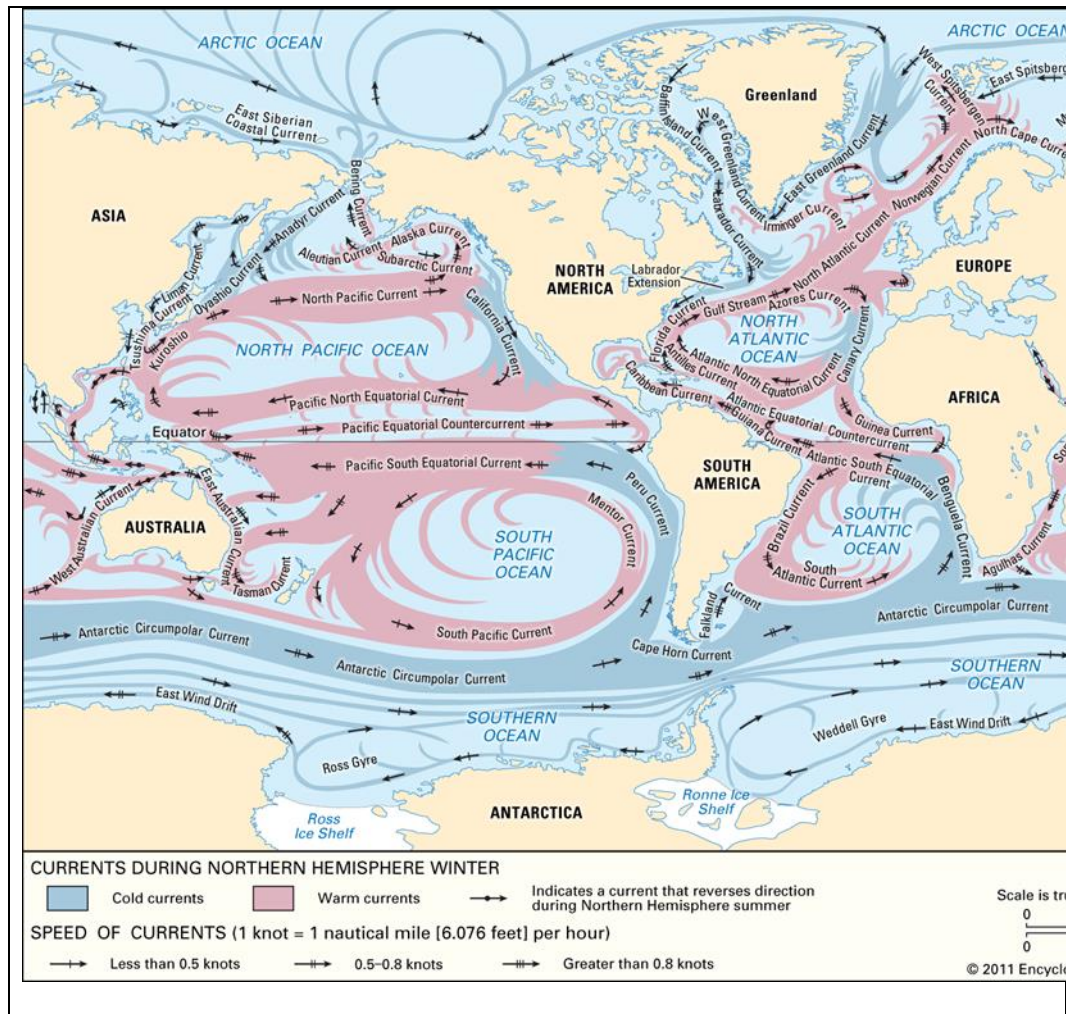 ARCTIC OCEAN
ARCTIC OCEAN
East Siberian
Coastal Current
Baffin Island Current
West Greenland Current
Greenland
West Spitsbergen
Current
East Spitsberg
North Cape Curre
M
East Greenland Current
Norwegian Current
Irminger Current
Labrador Current
Bering Current
ASIA
Anadyr Current
Alaska Current
Aleutian Current
Subarctic Current
Liman Current
Oyashio Current
NORTH
AMERICA
Labrador
Extension
North Atlantic Current
EUROPE
North Pacific Current
California Current
Gulf Stream
Azores Current
Florida Current
Tsushima Current
Kuroshio
NORTH PACIFIC OCEAN
NORTH
ATLANTIC
OCEAN
Canary Current
Antilles Current
Atlantic North Equatorial Current
Caribbean Current
AFRICA
Pacific North Equatorial Current
Atlantic Equatorial
Countercurrent
Guinea Current
Equator
Pacific Equatorial Countercurrent
Guiana Current
Pacific South Equatorial Current
SOUTH
AMERICA
Atlantic South Equatorial
Current
So
East Australian Current
West Australian Current
AUSTRALIA
Tasman Current
Peru Current
Mentor Current
SOUTH
PACIFIC
OCEAN
Brazil Current
SOUTH
ATLANTIC
OCEAN
Benguela Current
Agulhas Current
South
Atlantic Current
South Pacific Current
Falkland
Current
Antarctic Circumpolar Current
Antarctic Circumpolar Current
Antarctic Circumpolar Current
Cape Horn Current
East Wind Drift
SOUTHERN
OCEAN
SOUTHERN
OCEAN
Weddell Gyre
East Wind Drift
Ross Gyre
Ross
Ice Shelf
ANTARCTICA
Ronne Ice
Shelf
CURRENTS DURING NORTHERN HEMISPHERE WINTER
Cold currents
Warm currents
Indicates a current that reverses direction
during Northern Hemisphere summer
Scale is tru
0
0
SPEED OF CURRENTS (1 knot = 1 nautical mile [6.076 feet] per hour)
Less than 0.5 knots
0.5–0.8 knots
Greater than 0.8 knots
© 2011 Encyclo